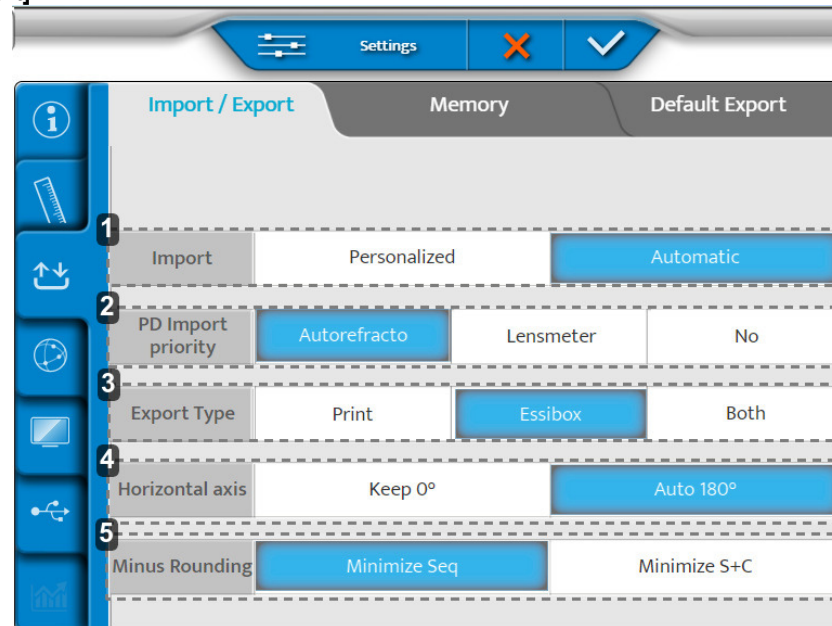 Settings
Import / Export Memory Default Export
1
Import Personalized Automatic
2
PD Import
priority Autorefracto Lensmeter No
3
Export Type Print Essibox Both
4
Horizontal axis Keep 0° Auto 180°
5
Minus Rounding Minimize Seq Minimize S+C